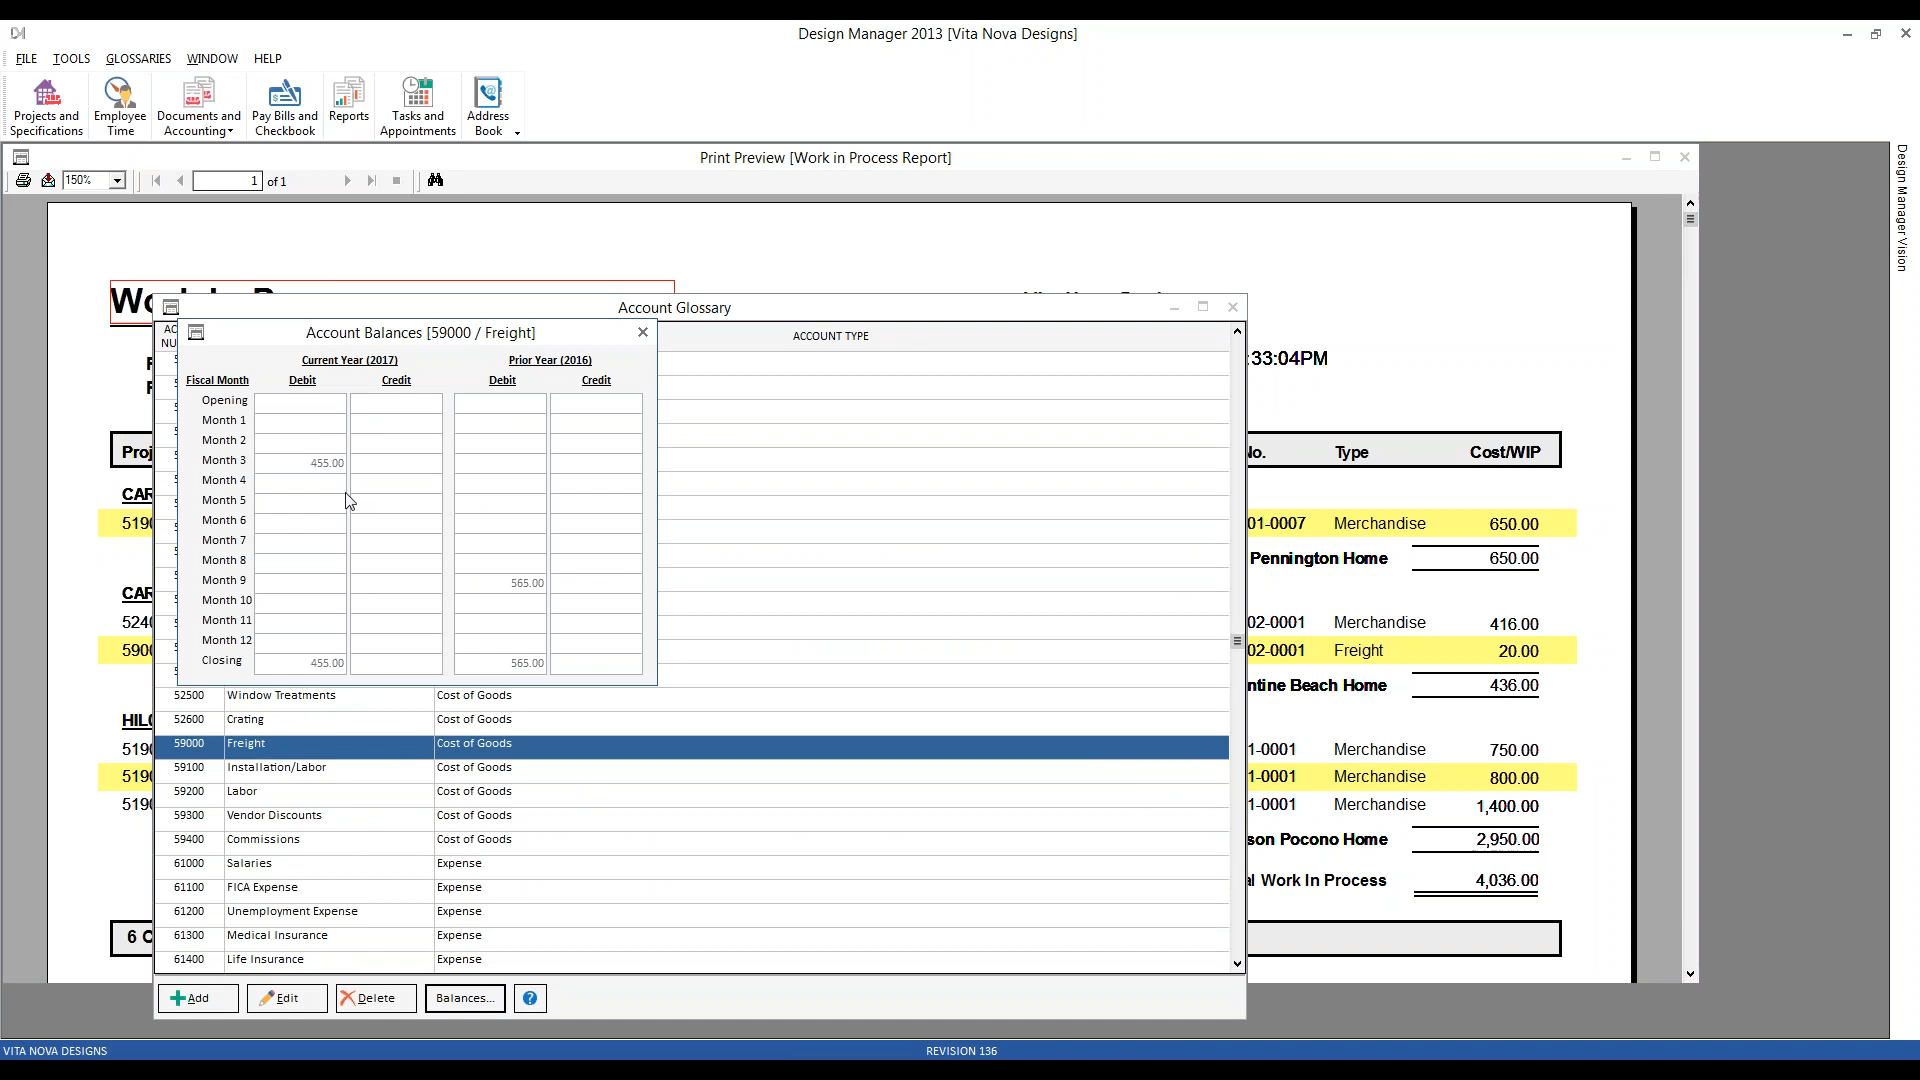 Design Manager 2013 [Vita Nova Designs]
FILE TOOLS GLOSSARIES WINDOW HELP
Projects and Specifications
Employee Time
Documents and Accounting
Pay Bills and Checkbook
Reports
Tasks and Appointments
Address Book
Design Manager Vision
Print Preview [Work in Process Report]
150% 1 of 1
Account Glossary
ACCOUNT TYPE
Account Balances [59000 / Freight]
Current Year (2017) Prior Year (2016)
Fiscal Month Debit Credit Debit Credit
Opening
Month 1
Month 2
Month 3 455.00
Month 4
Month 5
Month 6
Month 7
Month 8
Month 9 565.00
Month 10
Month 11
Month 12
Closing 455.00 565.00
52500 Window Treatments Cost of Goods
52600 Crating Cost of Goods
59000 Freight Cost of Goods
59100 Installation/Labor Cost of Goods
59200 Labor Cost of Goods
59300 Vendor Discounts Cost of Goods
59400 Commissions Cost of Goods
61000 Salaries Expense
61100 FICA Expense Expense
61200 Unemployment Expense Expense
61300 Medical Insurance Expense
61400 Life Insurance Expense
Add Edit Delete Balances... ?
:33:04PM
No. Type Cost/WIP
01-0007 Merchandise 650.00
Pennington Home 650.00
02-0001 Merchandise 416.00
02-0001 Freight 20.00
ntine Beach Home 436.00
1-0001 Merchandise 750.00
1-0001 Merchandise 800.00
1-0001 Merchandise 1,400.00
son Pocono Home 2,950.00
Work In Process 4,036.00
VITA NOVA DESIGNS REVISION 136